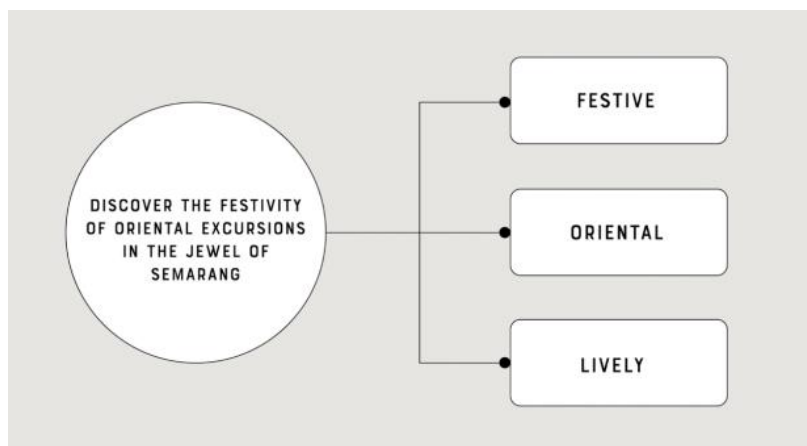 DISCOVER THE FESTIVITY
OF ORIENTAL EXCURSIONS
IN THE JEWEL OF
SEMARANG
FESTIVE
ORIENTAL
LIVELY